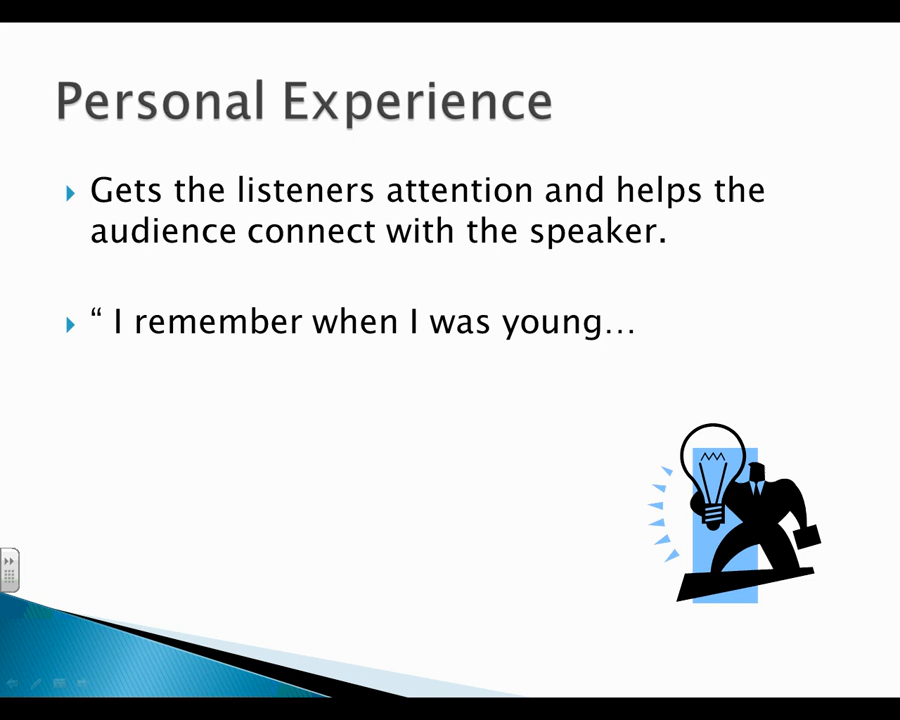 Personal Experience
Gets the listeners attention and helps the
audience connect with the speaker.
“ I remember when I was young…